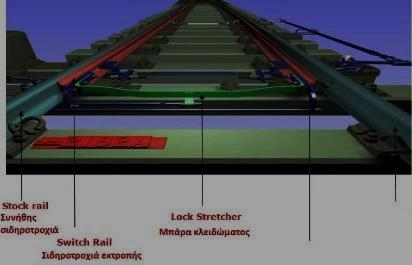 Stock rail
Συνήθης
σιδηροτροχιά
Switch Rail
Σιδηροτροχιά εκτροπής
Lock Stretcher
Μπάρα κλειδώματος